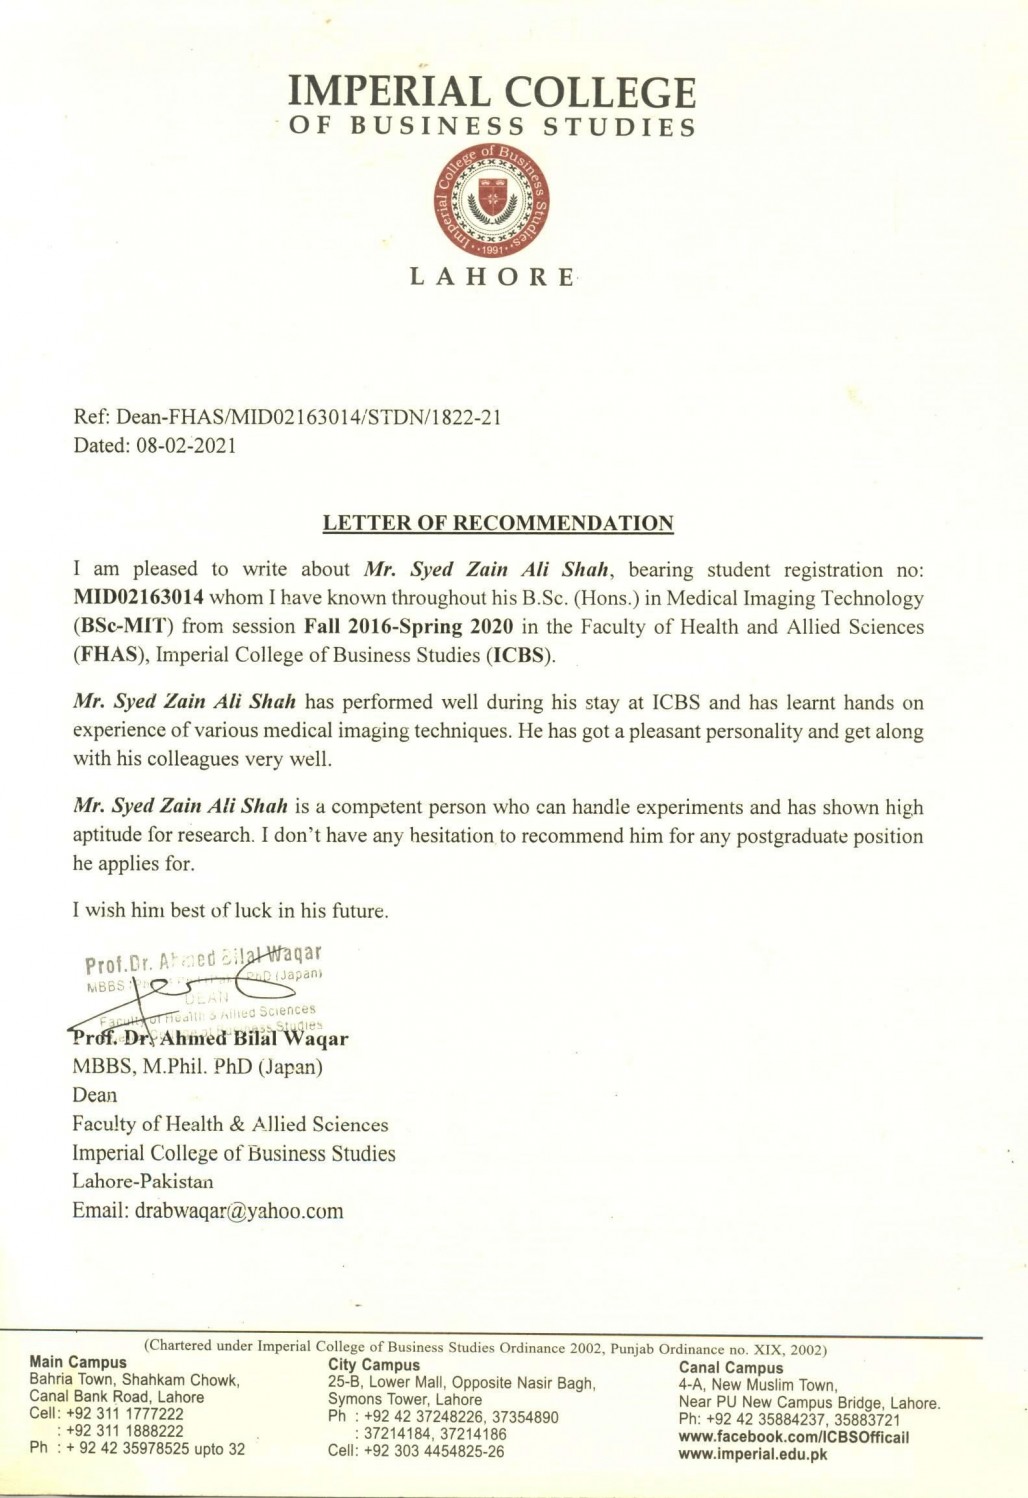 IMPERIAL COLLEGE
OF BUSINESS STUDIES
Imperial College of Business Studies
1991
LAHORE
Ref: Dean-FHAS/MID02163014/STDN/1822-21
Dated: 08-02-2021
LETTER OF RECOMMENDATION
I am pleased to write about Mr. Syed Zain Ali Shah, bearing student registration no:
MID02163014 whom I have known throughout his B.Sc. (Hons.) in Medical Imaging Technology
(BSc-MIT) from session Fall 2016-Spring 2020 in the Faculty of Health and Allied Sciences
(FHAS), Imperial College of Business Studies (ICBS).
Mr. Syed Zain Ali Shah has performed well during his stay at ICBS and has learnt hands on
experience of various medical imaging techniques. He has got a pleasant personality and get along
with his colleagues very well.
Mr. Syed Zain Ali Shah is a competent person who can handle experiments and has shown high
aptitude for research. I don't have any hesitation to recommend him for any postgraduate position
he applies for.
I wish him best of luck in his future.
Prof.Dr. Ahmed Bilal Waqar
MBBS PhD (Japan)
DEAN
Faculty of Health & Allied Sciences
Business Studies
Prof. Dr. Ahmed Bilal Waqar
MBBS, M.Phil. PhD (Japan)
Dean
Faculty of Health & Allied Sciences
Imperial College of Business Studies
Lahore-Pakistan
Email: drabwaqar@yahoo.com
(Chartered under Imperial College of Business Studies Ordinance 2002, Punjab Ordinance no. XIX, 2002)
Main Campus
Bahria Town, Shahkam Chowk,
Canal Bank Road, Lahore
Cell: +92 311 1777222
: +92 311 1888222
Ph : + 92 42 35978525 upto 32
City Campus
25-B, Lower Mall, Opposite Nasir Bagh,
Symons Tower, Lahore
Ph : +92 42 37248226, 37354890
: 37214184, 37214186
Cell: +92 303 4454825-26
Canal Campus
4-A, New Muslim Town,
Near PU New Campus Bridge, Lahore.
Ph: +92 42 35884237, 35883721
www.facebook.com/ICBSOfficail
www.imperial.edu.pk